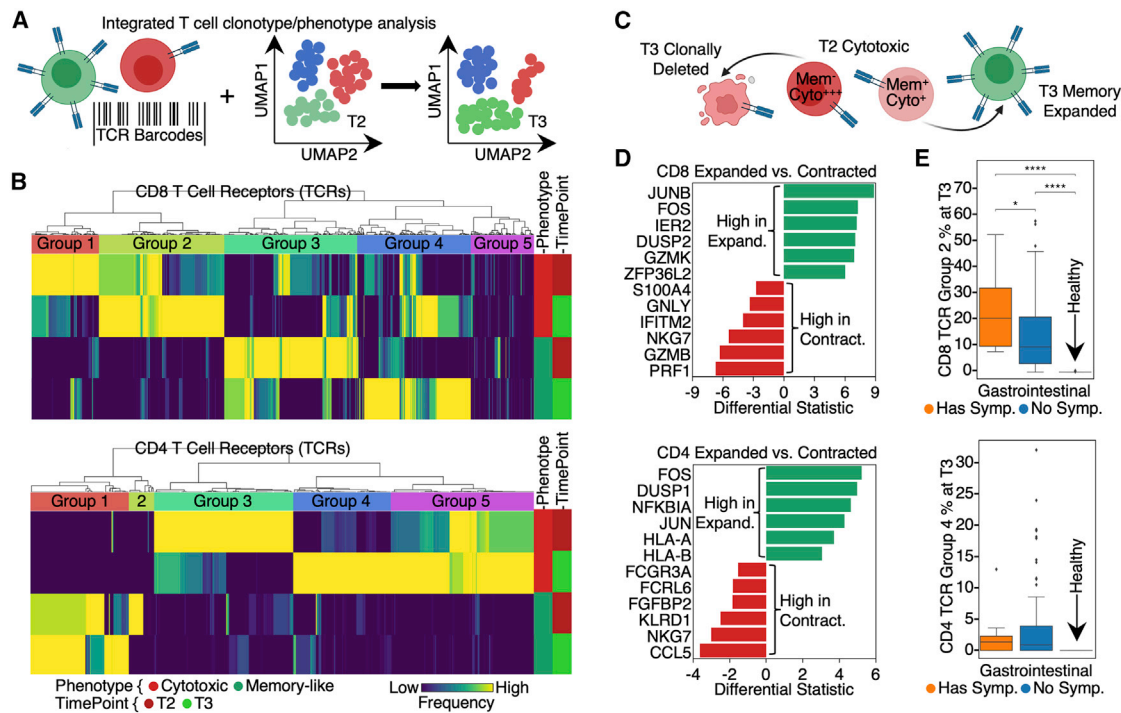 A
Integrated T cell clonotype/phenotype analysis
TCR Barcodes
+
UMAP1
T2
UMAP2
UMAP1
T3
UMAP2
B
CD8 T Cell Receptors (TCRs)
Group 1
Group 2
Group 3
Group 4
Group 5
-Phenotype
-TimePoint
CD4 T Cell Receptors (TCRs)
Group 1
2
Group 3
Group 4
Group 5
-Phenotpe
-TimePoint
Phenotype { Cytotoxic Memory-like
TimePoint { T2 T3
Low High
Frequency
C
T3 Clonally
Deleted
T2 Cytotoxic
Mem-
Cyto+++
Mem+
Cyto+
T3 Memory
Expanded
D
CD8 Expanded vs. Contracted
JUNB
FOS
IER2
DUSP2
GZMK
ZFP36L2
S100A4
GNLY
IFITM2
NKG7
GZMB
PRF1
High in
Expand.
High in
Contract.
-9 -6 -3 0 3 6 9
Differential Statistic
CD4 Expanded vs. Contracted
FOS
DUSP1
NFKBIA
JUN
HLA-A
HLA-B
FCGR3A
FCRL6
FGFBP2
KLRD1
NKG7
CCL5
High in
Expand.
High in
Contract.
-4 -2 0 2 4 6
Differential Statistic
E
CD8 TCR Group 2 % at T3
70
60
50
40
30
20
10
0
****
****
*
Healthy
Gastrointestinal
Has Symp. No Symp.
CD4 TCR Group 4 % at T3
30
25
20
15
10
5
0
Healthy
Gastrointestinal
Has Symp. No Symp.